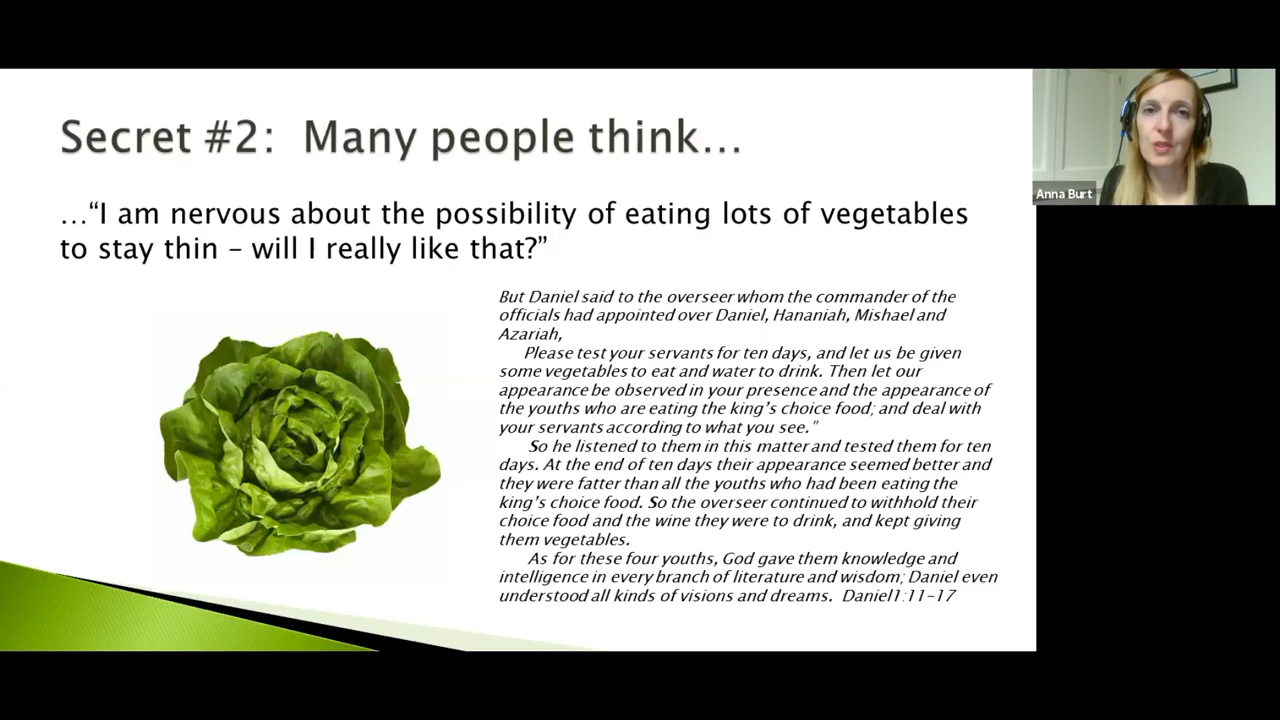 Secret #2: Many people think…
…“I am nervous about the possibility of eating lots of vegetables
to stay thin – will I really like that?”
But Daniel said to the overseer whom the commander of the
officials had appointed over Daniel, Hananiah, Mishael and
Azariah,
Please test your servants for ten days, and let us be given
some vegetables to eat and water to drink. Then let our
appearance be observed in your presence and the appearance of
the youths who are eating the king’s choice food; and deal with
your servants according to what you see.”
So he listened to them in this matter and tested them for ten
days. At the end of ten days their appearance seemed better and
they were fatter than all the youths who had been eating the
king’s choice food. So the overseer continued to withhold their
choice food and the wine they were to drink, and kept giving
them vegetables.
As for these four youths, God gave them knowledge and
intelligence in every branch of literature and wisdom; Daniel even
understood all kinds of visions and dreams. Daniel1:11-17
Anna Burt